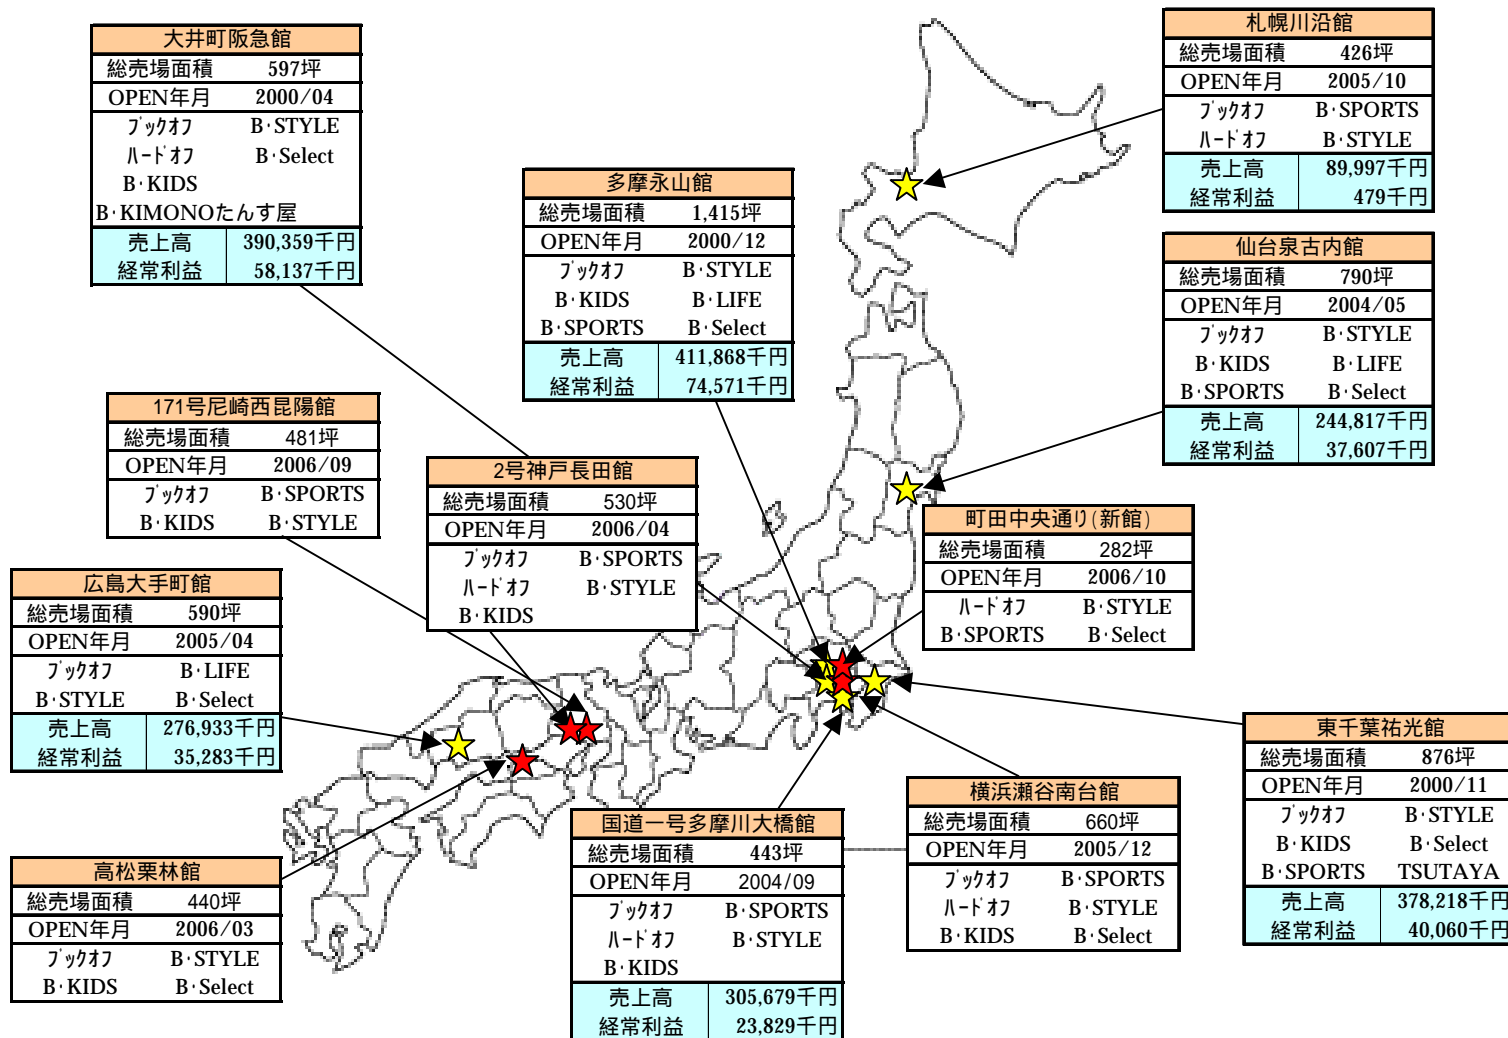 大井町阪急館
総売場面積 597坪
OPEN年月 2000/04
ﾌﾞｯｸｵﾌ B･STYLE
ﾊｰﾄﾞｵﾌ B･Select
B･KIDS
B･KIMONOたんす屋
売上高 390,359千円
経常利益 58,137千円
札幌川沿館
総売場面積 426坪
OPEN年月 2005/10
ﾌﾞｯｸｵﾌ B･SPORTS
ﾊｰﾄﾞｵﾌ B･STYLE
売上高 89,997千円
経常利益 479千円
多摩永山館
総売場面積 1,415坪
OPEN年月 2000/12
ﾌﾞｯｸｵﾌ B･STYLE
B･KIDS B･LIFE
B･SPORTS B･Select
売上高 411,868千円
経常利益 74,571千円
仙台泉古内館
総売場面積 790坪
OPEN年月 2004/05
ﾌﾞｯｸｵﾌ B･STYLE
B･KIDS B･LIFE
B･SPORTS B･Select
売上高 244,817千円
経常利益 37,607千円
171号尼崎西昆陽館
総売場面積 481坪
OPEN年月 2006/09
ﾌﾞｯｸｵﾌ B･SPORTS
B･KIDS B･STYLE
2号神戸長田館
総売場面積 530坪
OPEN年月 2006/04
ﾌﾞｯｸｵﾌ B･SPORTS
ﾊｰﾄﾞｵﾌ B･STYLE
B･KIDS
町田中央通り(新館)
総売場面積 282坪
OPEN年月 2006/10
ﾊｰﾄﾞｵﾌ B･STYLE
B･SPORTS B･Select
広島大手町館
総売場面積 590坪
OPEN年月 2005/04
ﾌﾞｯｸｵﾌ B･LIFE
B･STYLE B･Select
売上高 276,933千円
経常利益 35,283千円
東千葉祐光館
総売場面積 876坪
OPEN年月 2000/11
ﾌﾞｯｸｵﾌ B･STYLE
B･KIDS B･Select
B･SPORTS TSUTAYA
売上高 378,218千円
経常利益 40,060千円
横浜瀬谷南台館
総売場面積 660坪
OPEN年月 2005/12
ﾌﾞｯｸｵﾌ B･SPORTS
ﾊｰﾄﾞｵﾌ B･STYLE
B･KIDS B･Select
国道一号多摩川大橋館
総売場面積 443坪
OPEN年月 2004/09
ﾌﾞｯｸｵﾌ B･SPORTS
ﾊｰﾄﾞｵﾌ B･STYLE
B･KIDS
売上高 305,679千円
経常利益 23,829千円
高松栗林館
総売場面積 440坪
OPEN年月 2006/03
ﾌﾞｯｸｵﾌ B･STYLE
B･KIDS B･Select